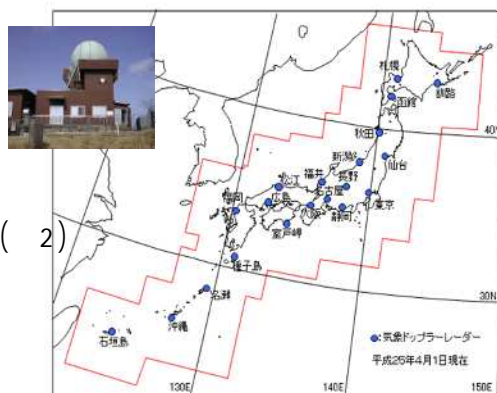 150E
札幌
釧路
函館
40N
秋田
仙台
新潟
福井
長野
松江
名古屋
福岡
広島
大阪
東京
静岡
室戸岬
( 2)
種子島
名瀬
30N
沖縄
石垣島
気象ドップラーレーダー
平成25年4月1日現在
130E
140E